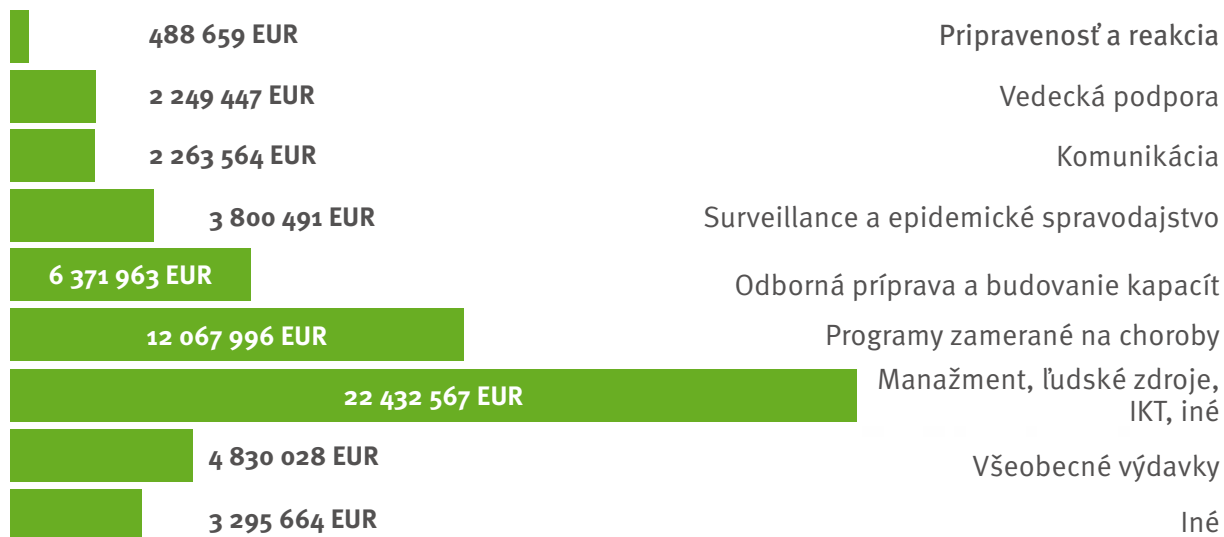 488 659 EUR Pripravenosť a reakcia
2 249 447 EUR Vedecká podpora
2 263 564 EUR Komunikácia
3 800 491 EUR Surveillance a epidemické spravodajstvo
6 371 963 EUR Odborná príprava a budovanie kapacít
12 067 996 EUR Programy zamerané na choroby
22 432 567 EUR Manažment, ľudské zdroje,
IKT, iné
4 830 028 EUR Všeobecné výdavky
3 295 664 EUR Iné